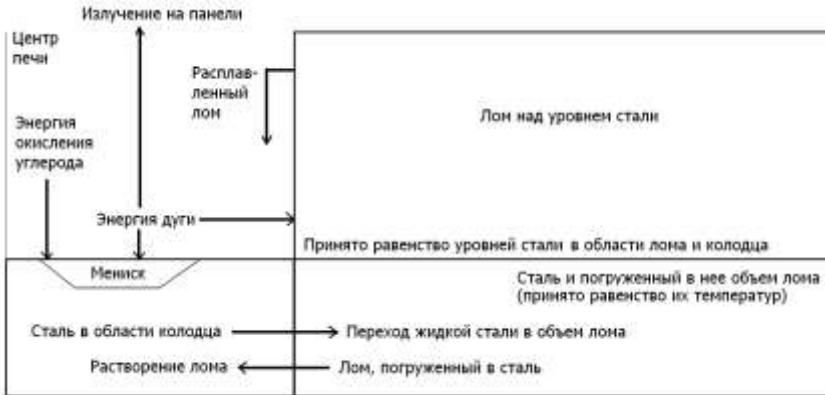 Излучение на панели
Центр
печи
Расплав-
ленный
лом
Лом над уровнем стали
Энергия
окисления
углерода
Энергия дуги
Принято равенство уровней стали в области лома и колодца
Мениск
Сталь и погруженный в нее объем лома
(принято равенство их температур)
Сталь в области колодца
Переход жидкой стали в объем лома
Растворение лома
Лом, погруженный в сталь